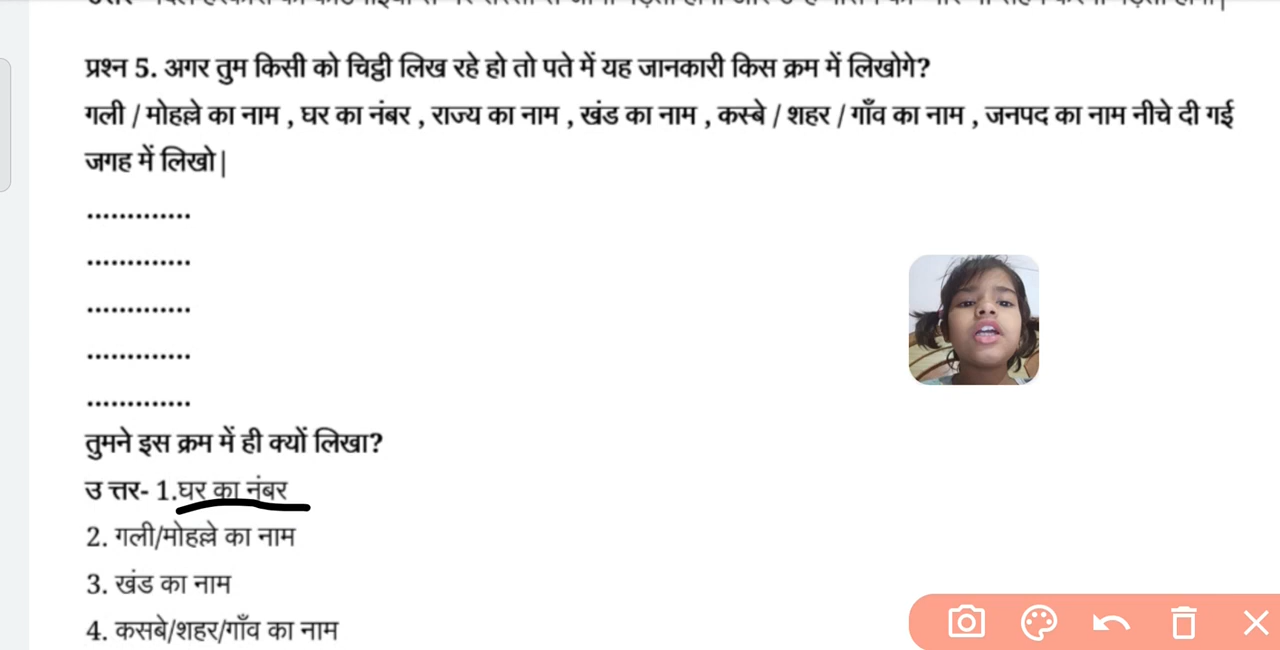 प्रश्न 5. अगर तुम किसी को चिट्ठी लिख रहे हो तो पते में यह जानकारी किस क्रम में लिखोगे?
गली / मोहल्ले का नाम , घर का नंबर , राज्य का नाम , खंड का नाम , कस्बे / शहर / गाँव का नाम , जनपद का नाम नीचे दी गई
जगह में लिखो|
.............
.............
.............
.............
.............
तुमने इस क्रम में ही क्यों लिखा?
उत्तर- 1.घर का नंबर
2. गली/मोहल्ले का नाम
3. खंड का नाम
4. कसबे/शहर/गाँव का नाम